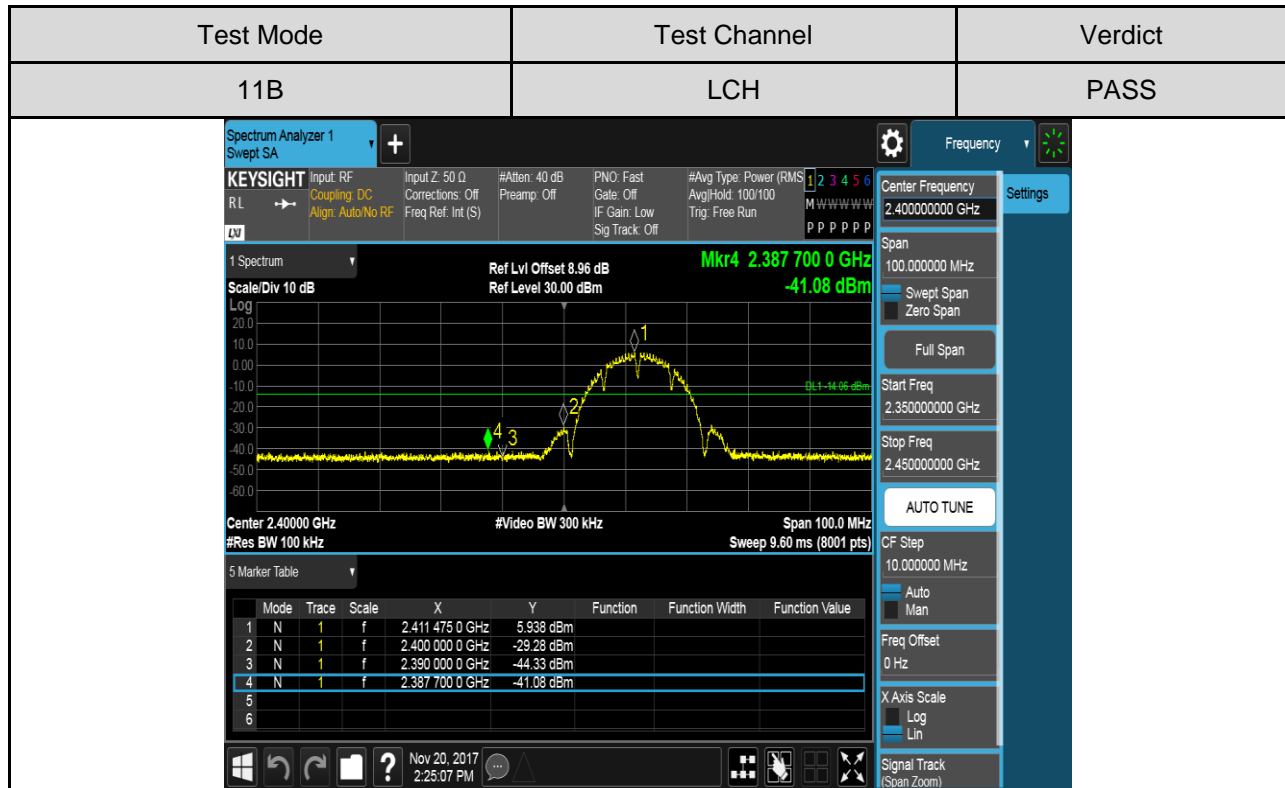 Test Mode Test Channel Verdict
11B LCH PASS
Spectrum Analyzer 1
Swept SA
+
Frequency
KEYSIGHT
RL
LXI
Input: RF
Coupling: DC
Align: Auto/No RF
Input Z: 50 Ω
Corrections: Off
Freq Ref: Int (S)
#Atten: 40 dB
Preamp: Off
PNO: Fast
Gate: Off
IF Gain: Low
Sig Track: Off
#Avg Type: Power (RMS
Avg|Hold: 100/100
Trig: Free Run
1 2 3 4 5 6
M W W W W W
P P P P P P
1 Spectrum
Scale/Div 10 dB
Ref Lvl Offset 8.96 dB
Ref Level 30.00 dBm
Mkr4 2.387 700 0 GHz
-41.08 dBm
Log
20.0
10.0
0.00
-10.0
-20.0
-30.0
-40.0
-50.0
-60.0
1
2
4
3
DL1 -14.06 dBm
Center 2.40000 GHz
#Res BW 100 kHz
#Video BW 300 kHz
Span 100.0 MHz
Sweep 9.60 ms (8001 pts)
5 Marker Table
Mode Trace Scale X Y Function Function Width Function Value
1 N 1 f 2.411 475 0 GHz 5.938 dBm
2 N 1 f 2.400 000 0 GHz -29.28 dBm
3 N 1 f 2.390 000 0 GHz -44.33 dBm
4 N 1 f 2.387 700 0 GHz -41.08 dBm
5
6
Center Frequency
2.400000000 GHz
Settings
Span
100.000000 MHz
Swept Span
Zero Span
Full Span
Start Freq
2.350000000 GHz
Stop Freq
2.450000000 GHz
AUTO TUNE
CF Step
10.000000 MHz
Auto
Man
Freq Offset
0 Hz
X Axis Scale
Log
Lin
Signal Track
(Span Zoom)
?
Nov 20, 2017
2:25:07 PM